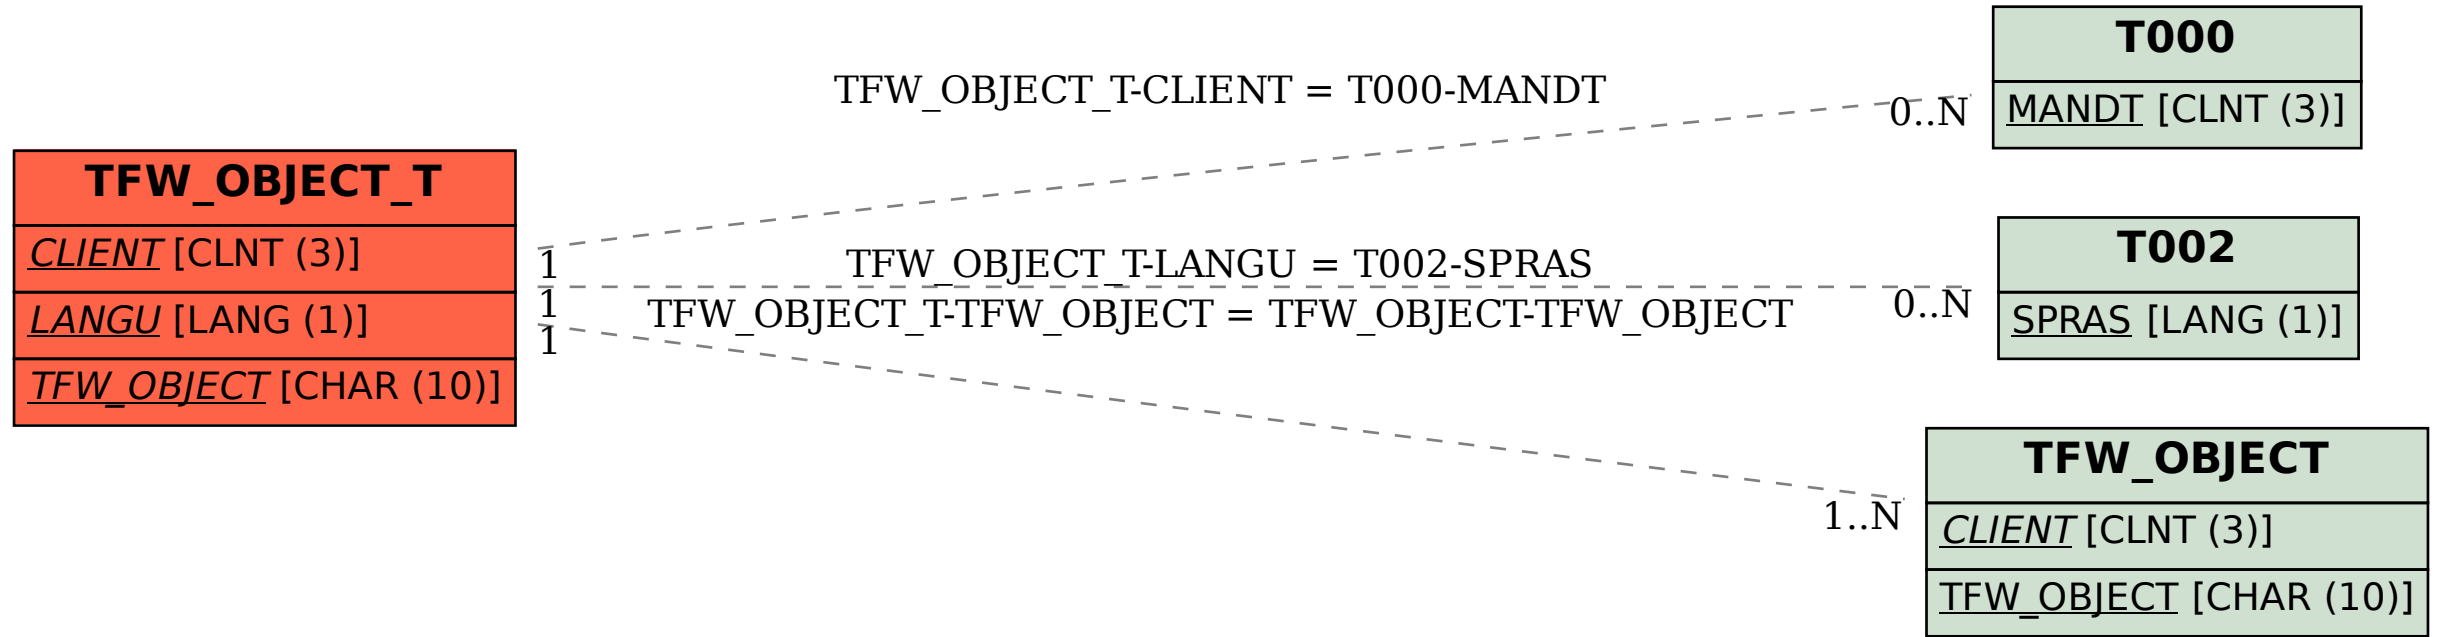 TFW_OBJECT_T
CLIENT [CLNT (3)]
LANGU [LANG (1)]
TFW_OBJECT [CHAR (10)]
TFW_OBJECT_T-CLIENT = T000-MANDT
1
0..N
TFW_OBJECT_T-LANGU = T002-SPRAS
1
0..N
TFW_OBJECT_T-TFW_OBJECT = TFW_OBJECT-TFW_OBJECT
1
1..N
T000
MANDT [CLNT (3)]
T002
SPRAS [LANG (1)]
TFW_OBJECT
CLIENT [CLNT (3)]
TFW_OBJECT [CHAR (10)]